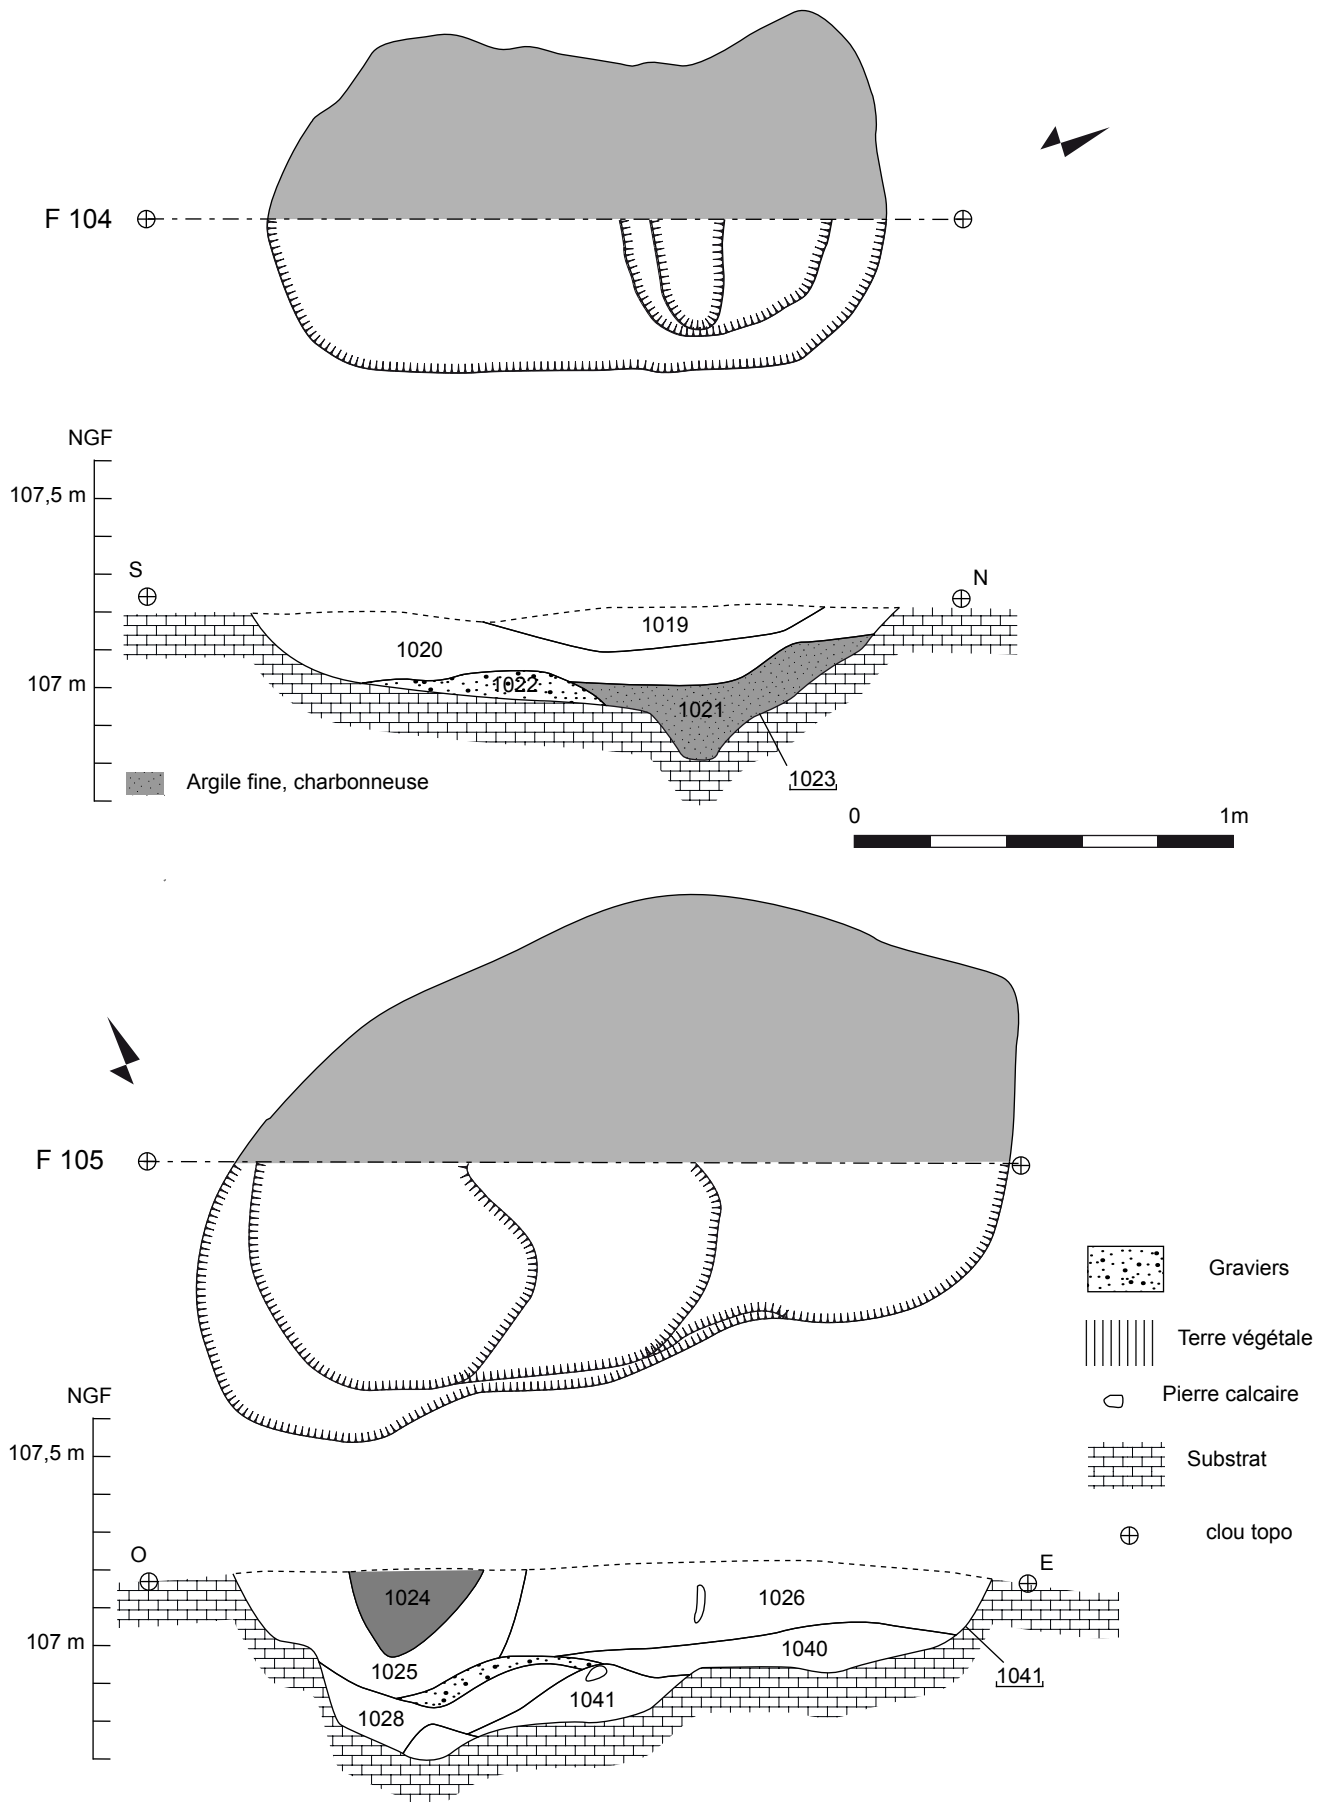 F 104
NGF
107,5 m
S
N
1019
1020
1022
107 m
1021
1023
Argile fine, charbonneuse
0
1m
F 105
Graviers
Terre végétale
NGF
Pierre calcaire
107,5 m
Substrat
clou topo
O
E
1024
1026
107 m
1040
1025
1041
1041
1028